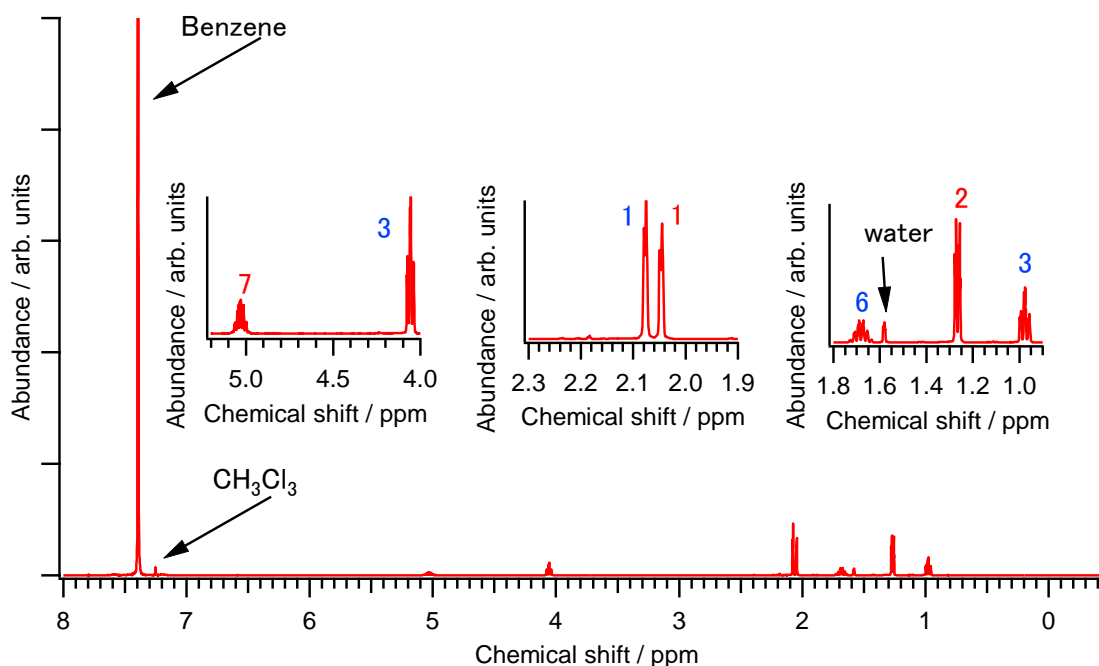 Benzene
Abundance / arb. units
CH₃Cl₃
8 7 6 5 4 3 2 1 0
Chemical shift / ppm
Abundance / arb. units
7
3
5.0 4.5 4.0
Chemical shift / ppm
Abundance / arb. units
1 1
2.3 2.2 2.1 2.0 1.9
Chemical shift / ppm
Abundance / arb. units
2
water
6
3
1.8 1.6 1.4 1.2 1.0
Chemical shift / ppm